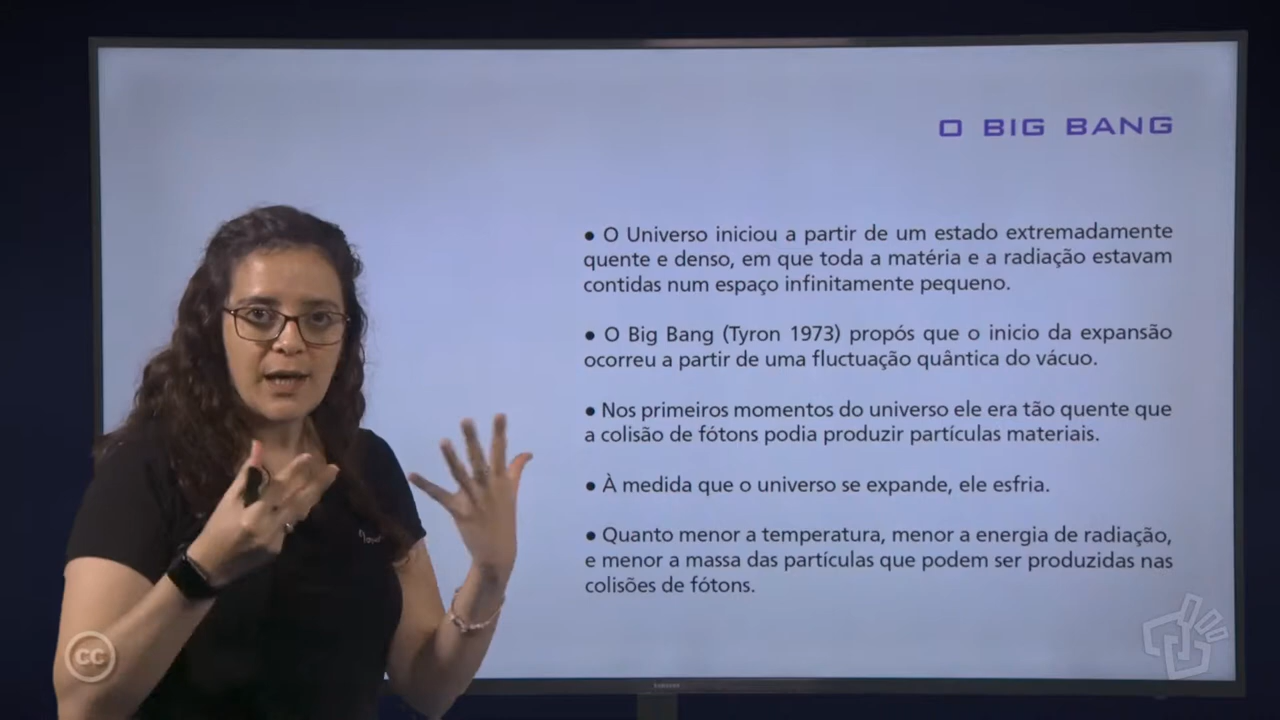 O BIG BANG
● O Universo iniciou a partir de um estado extremadamente
quente e denso, em que toda a matéria e a radiação estavam
contidas num espaço infinitamente pequeno.
● O Big Bang (Tyron 1973) propós que o inicio da expansão
ocorreu a partir de uma fluctuação quântica do vácuo.
● Nos primeiros momentos do universo ele era tão quente que
a colisão de fótons podia produzir partículas materiais.
● À medida que o universo se expande, ele esfria.
● Quanto menor a temperatura, menor a energia de radiação,
e menor a massa das partículas que podem ser produzidas nas
colisões de fótons.
cc
SAMSUNG